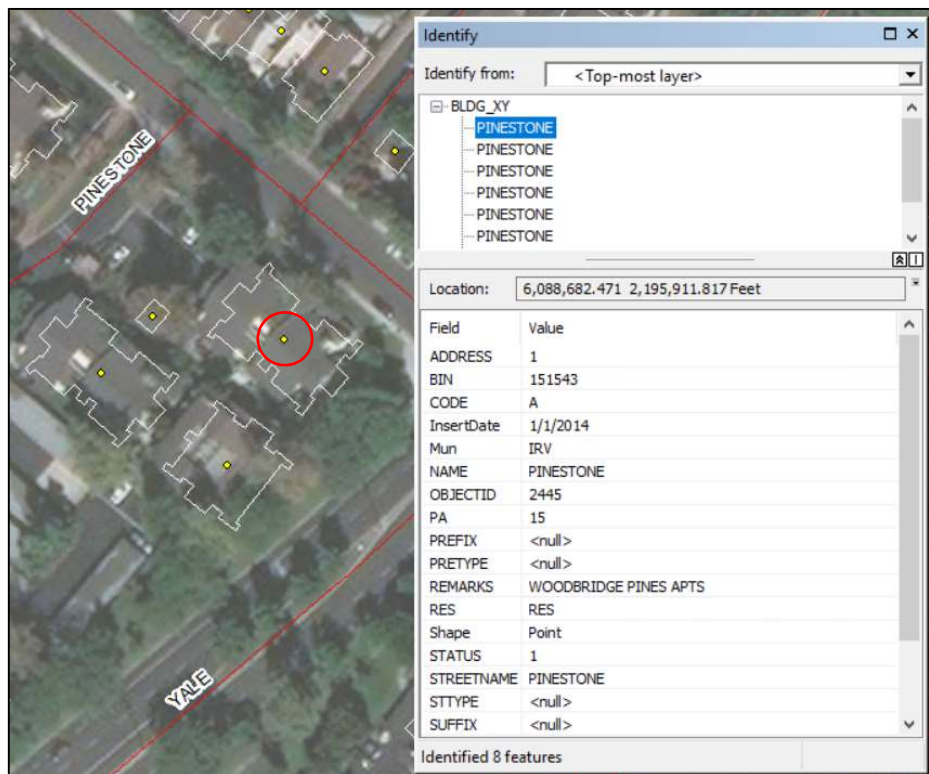 PINESTONE
YALE
Identify
Identify from: <Top-most layer>
BLDG_XY
PINESTONE
PINESTONE
PINESTONE
PINESTONE
PINESTONE
PINESTONE
Location: 6,088,682.471 2,195,911.817 Feet
Field Value
ADDRESS 1
BIN 151543
CODE A
InsertDate 1/1/2014
Mun IRV
NAME PINESTONE
OBJECTID 2445
PA 15
PREFIX <null>
PRETYPE <null>
REMARKS WOODBRIDGE PINES APTS
RES RES
Shape Point
STATUS 1
STREETNAME PINESTONE
STTYPE <null>
SUFFIX <null>
Identified 8 features